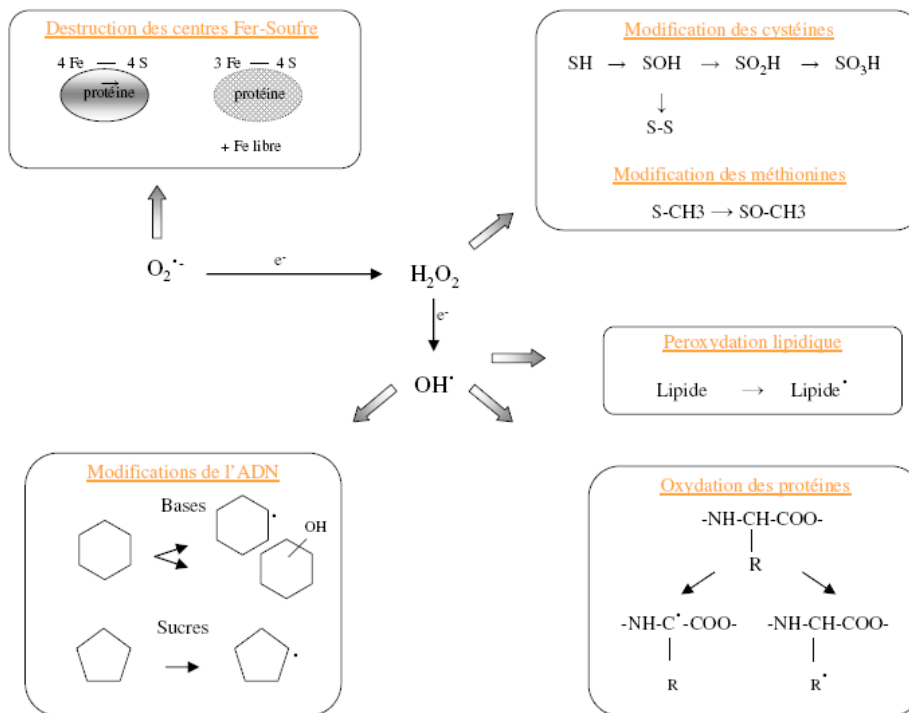 Destruction des centres Fer-Soufre
4 Fe — 4 S
3 Fe — 4 S
→
protéine
protéine
+ Fe libre
Modification des cystéines
SH → SOH → SO₂H → SO₃H
↓
S-S
Modification des méthionines
S-CH3 → SO-CH3
O₂•-
e-
H₂O₂
e-
OH•
Peroxydation lipidique
Lipide → Lipide•
Modifications de l'ADN
Bases
OH
Sucres
Oxydation des protéines
-NH-CH-COO-
R
-NH-C•-COO- -NH-CH-COO-
R R•